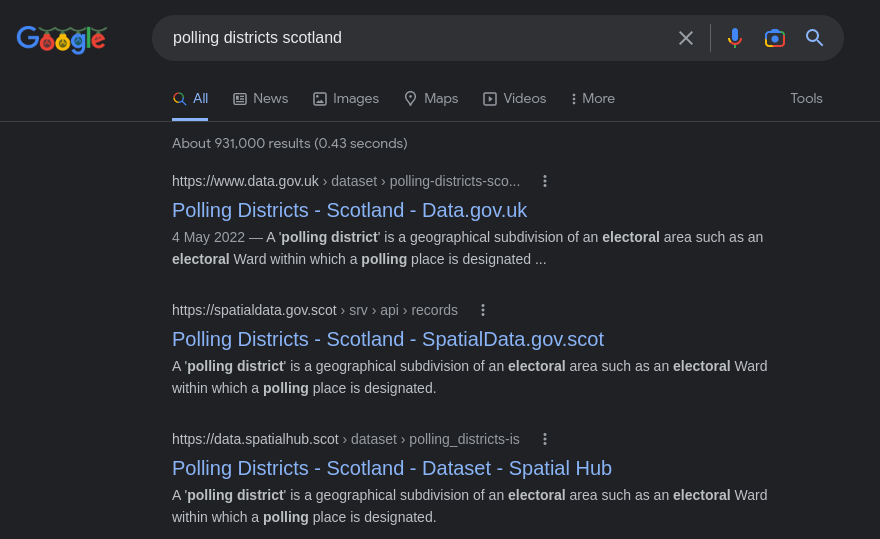 Google
polling districts scotland
All News Images Maps Videos More Tools
About 931,000 results (0.43 seconds)
https://www.data.gov.uk › dataset › polling-districts-sco...
Polling Districts - Scotland - Data.gov.uk
4 May 2022 — A 'polling district' is a geographical subdivision of an electoral area such as an
electoral Ward within which a polling place is designated ...
https://spatialdata.gov.scot › srv › api › records
Polling Districts - Scotland - SpatialData.gov.scot
A 'polling district' is a geographical subdivision of an electoral area such as an electoral Ward
within which a polling place is designated.
https://data.spatialhub.scot › dataset › polling_districts-is
Polling Districts - Scotland - Dataset - Spatial Hub
A 'polling district' is a geographical subdivision of an electoral area such as an electoral Ward
within which a polling place is designated.